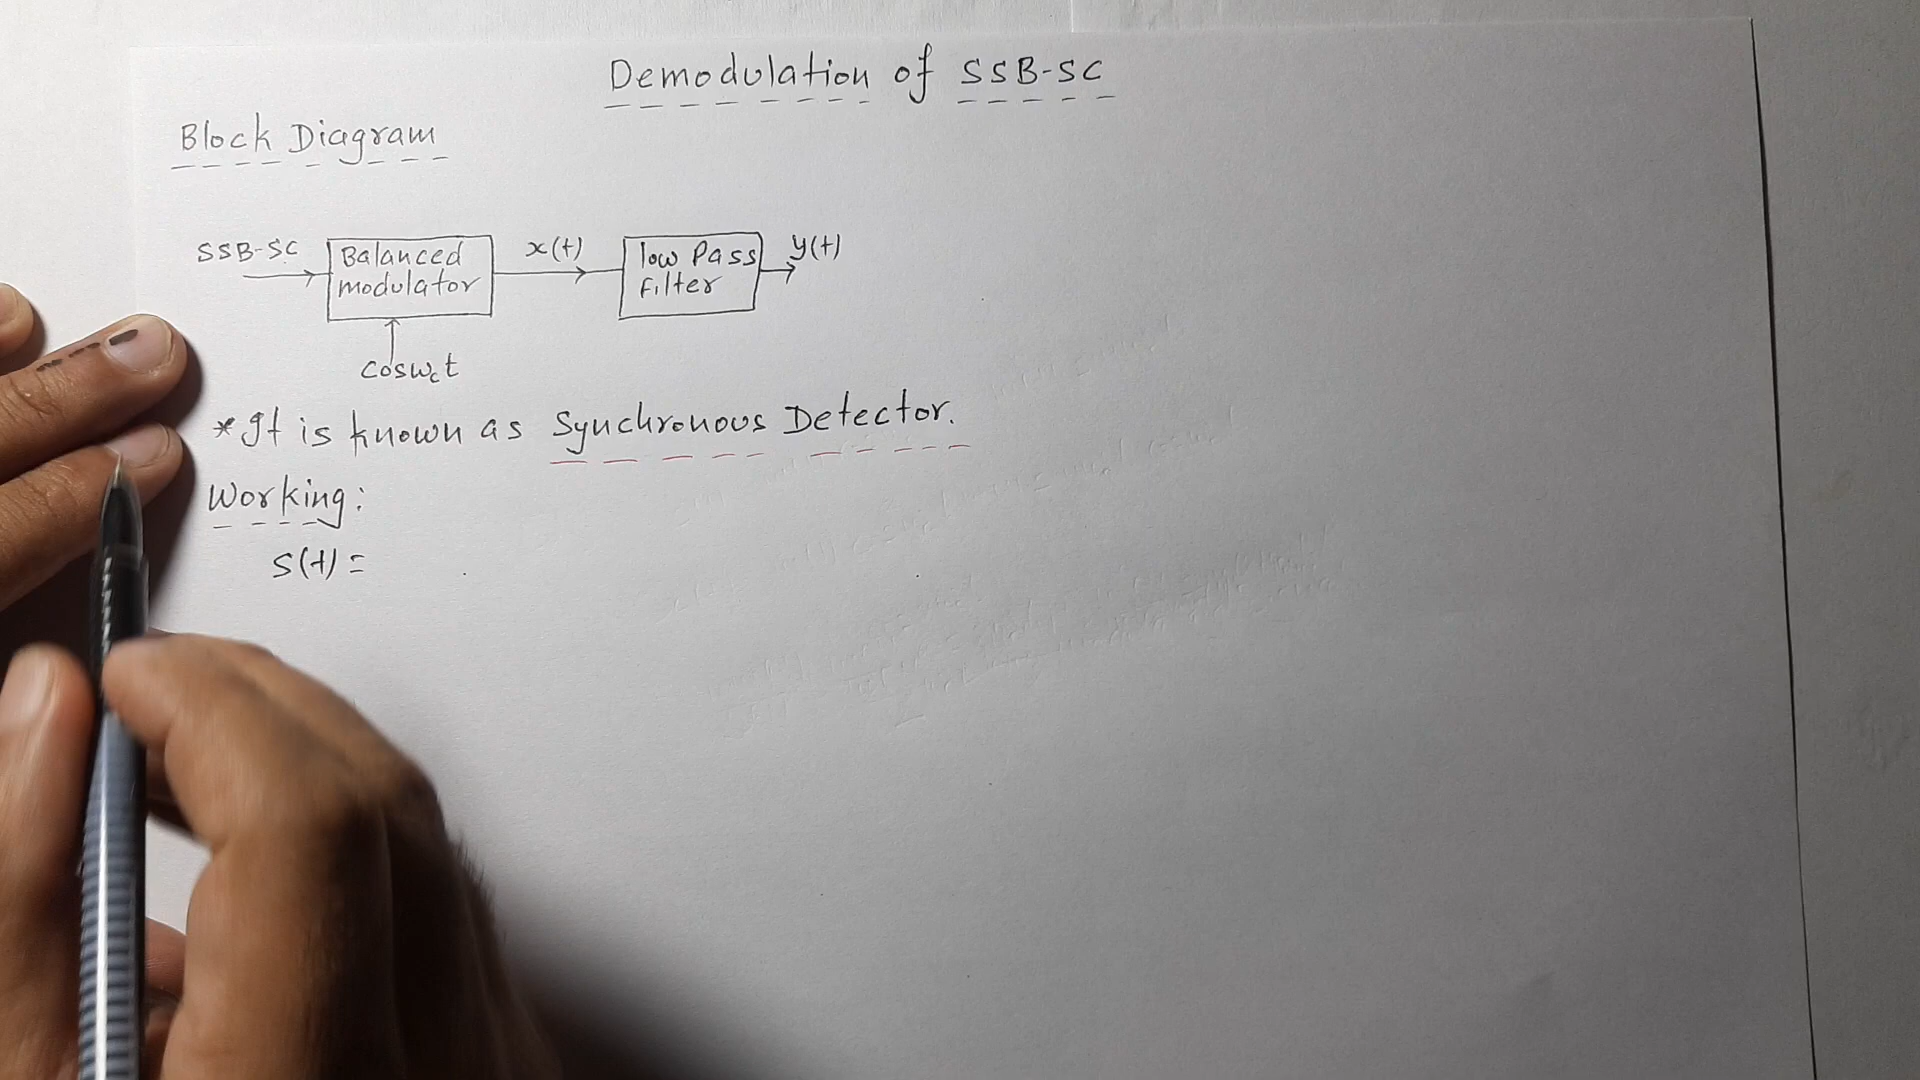 Demodulation of SSB-SC
Block Diagram
SSB-SC
Balanced
modulator
x(t)
low Pass
Filter
y(t)
cosω_c t
*It is known as Synchronous Detector.
Working:
S(t) =